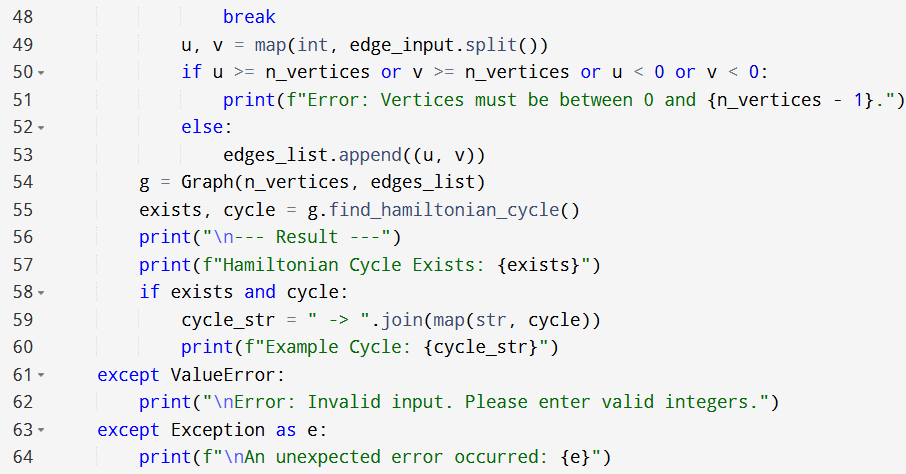 48 break
49 u, v = map(int, edge_input.split())
50 if u >= n_vertices or v >= n_vertices or u < 0 or v < 0:
51 print(f"Error: Vertices must be between 0 and {n_vertices - 1}.")
52 else:
53 edges_list.append((u, v))
54 g = Graph(n_vertices, edges_list)
55 exists, cycle = g.find_hamiltonian_cycle()
56 print("\n--- Result ---")
57 print(f"Hamiltonian Cycle Exists: {exists}")
58 if exists and cycle:
59 cycle_str = " -> ".join(map(str, cycle))
60 print(f"Example Cycle: {cycle_str}")
61 except ValueError:
62 print("\nError: Invalid input. Please enter valid integers.")
63 except Exception as e:
64 print(f"\nAn unexpected error occurred: {e}")